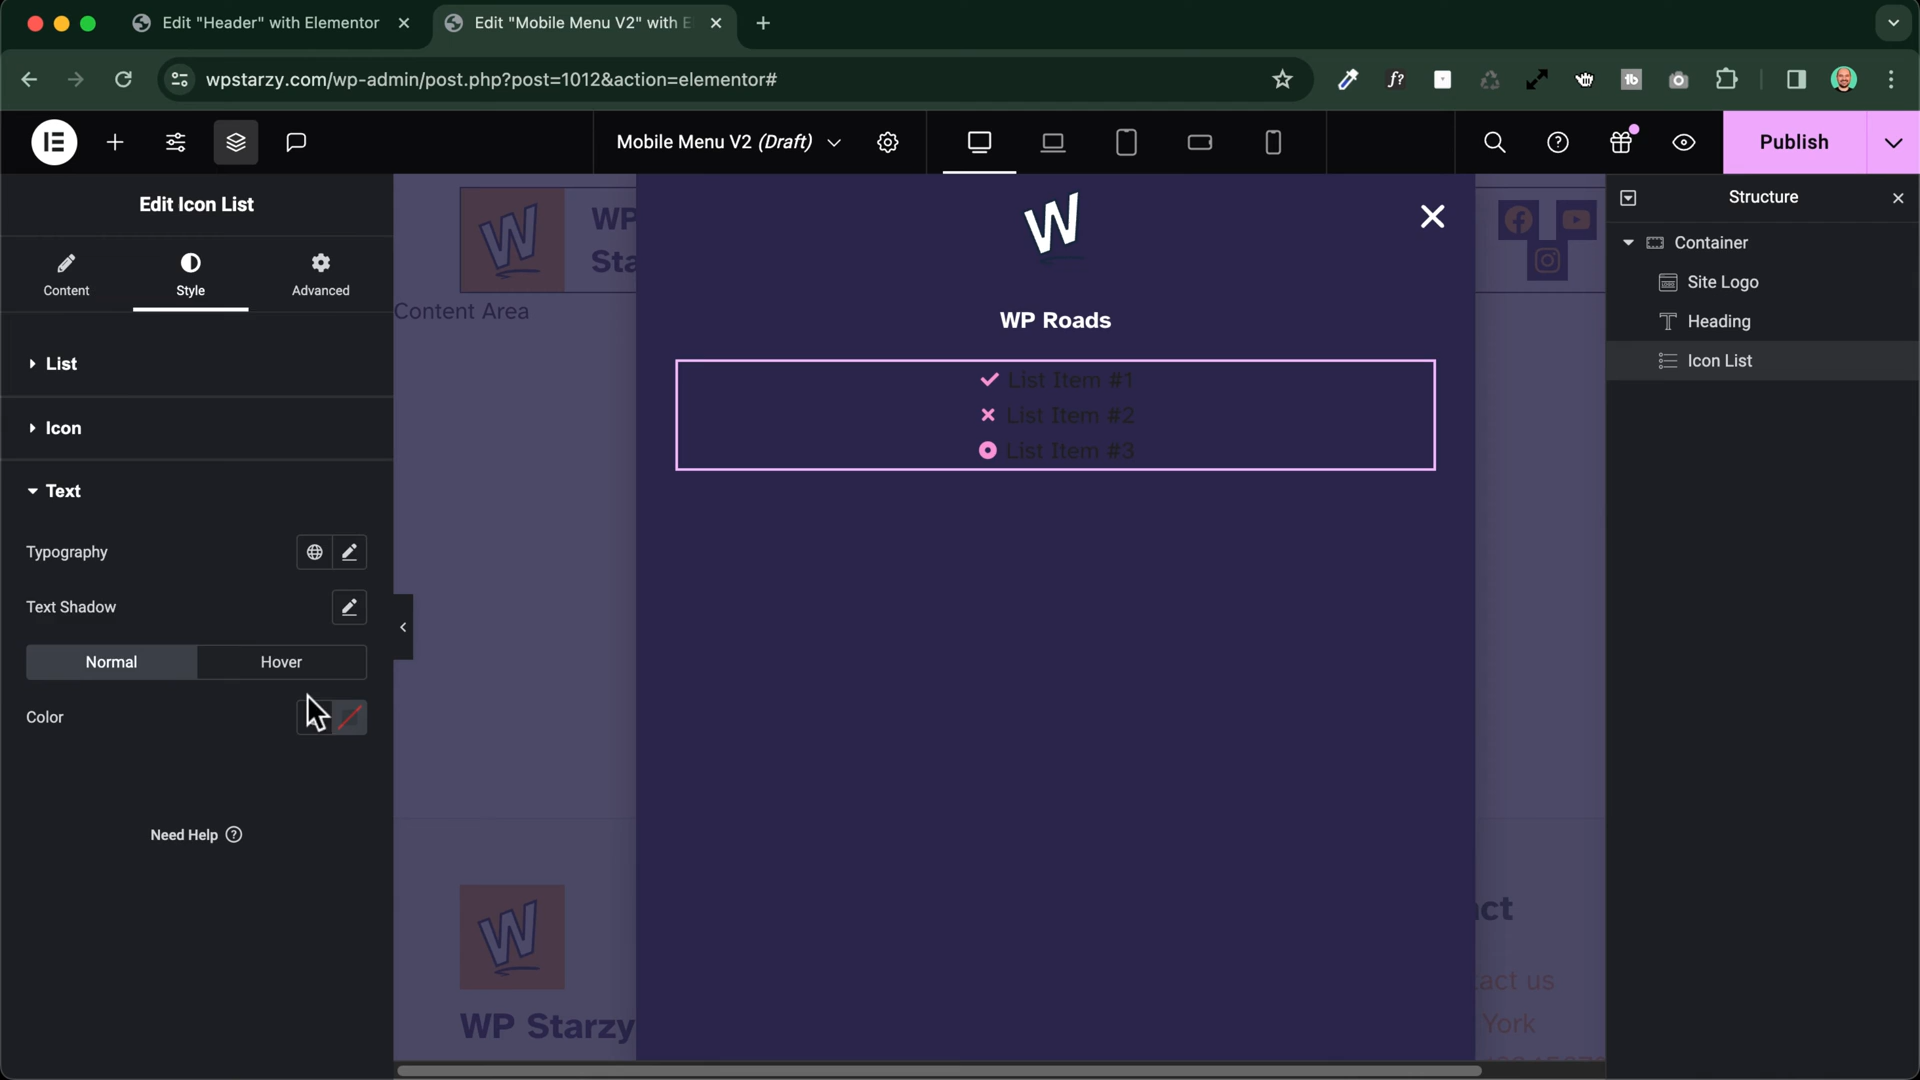 Edit "Header" with Elementor
Edit "Mobile Menu V2" with E
wpstarzy.com/wp-admin/post.php?post=1012&action=elementor#
Mobile Menu V2 (Draft)
Publish
Edit Icon List
Content
Style
Advanced
List
Icon
Text
Typography
Text Shadow
Normal
Hover
Color
Need Help
WP
Sta
Content Area
W
WP Roads
List Item #1
List Item #2
List Item #3
W
WP Starzy
act
act us
York
Structure
Container
Site Logo
Heading
Icon List